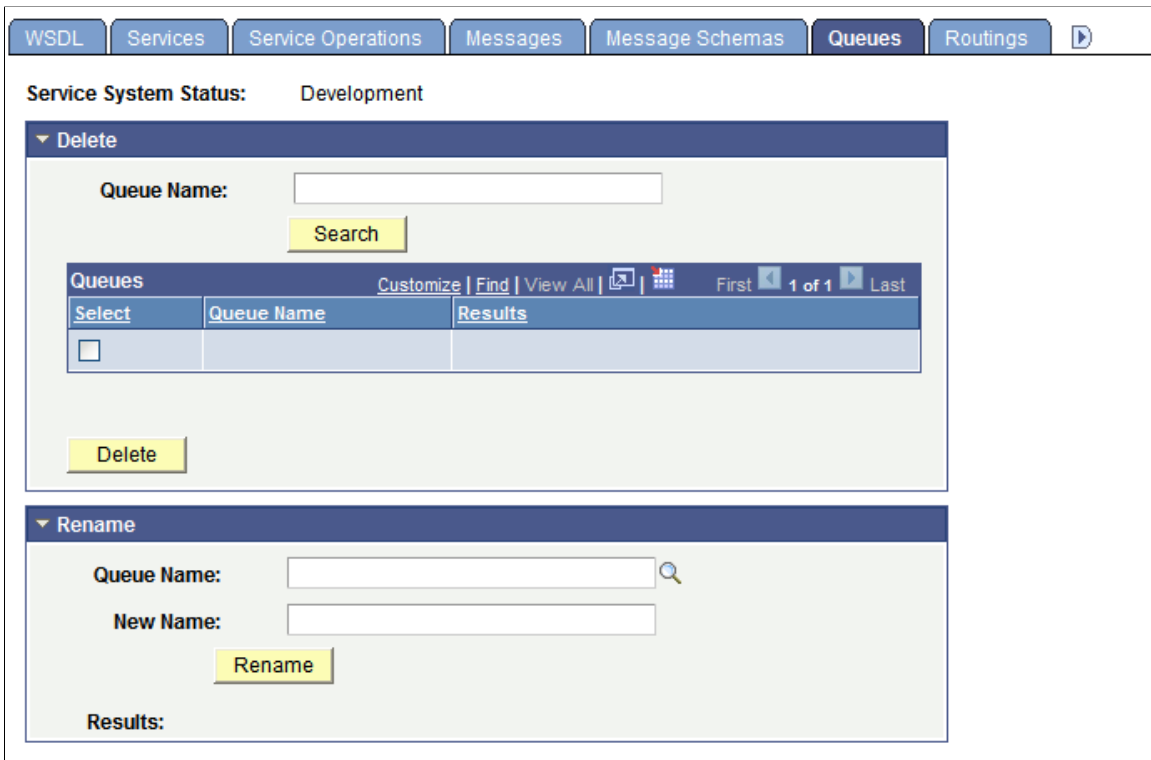 WSDL Services Service Operations Messages Message Schemas Queues Routings
Service System Status: Development
Delete
Queue Name:
Search
Queues Customize | Find | View All | | First 1 of 1 Last
Select Queue Name Results
Delete
Rename
Queue Name:
New Name:
Rename
Results: